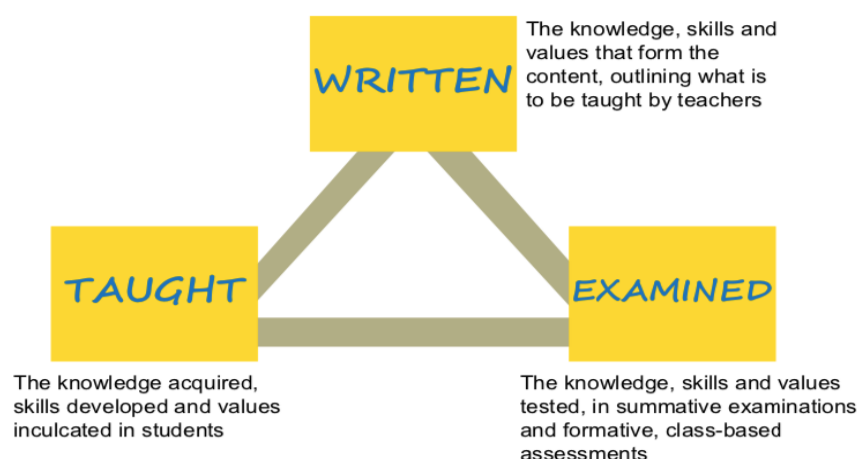 WRITTEN
The knowledge, skills and
values that form the
content, outlining what is
to be taught by teachers
TAUGHT
The knowledge acquired,
skills developed and values
inculcated in students
EXAMINED
The knowledge, skills and values
tested, in summative examinations
and formative, class-based
assessments